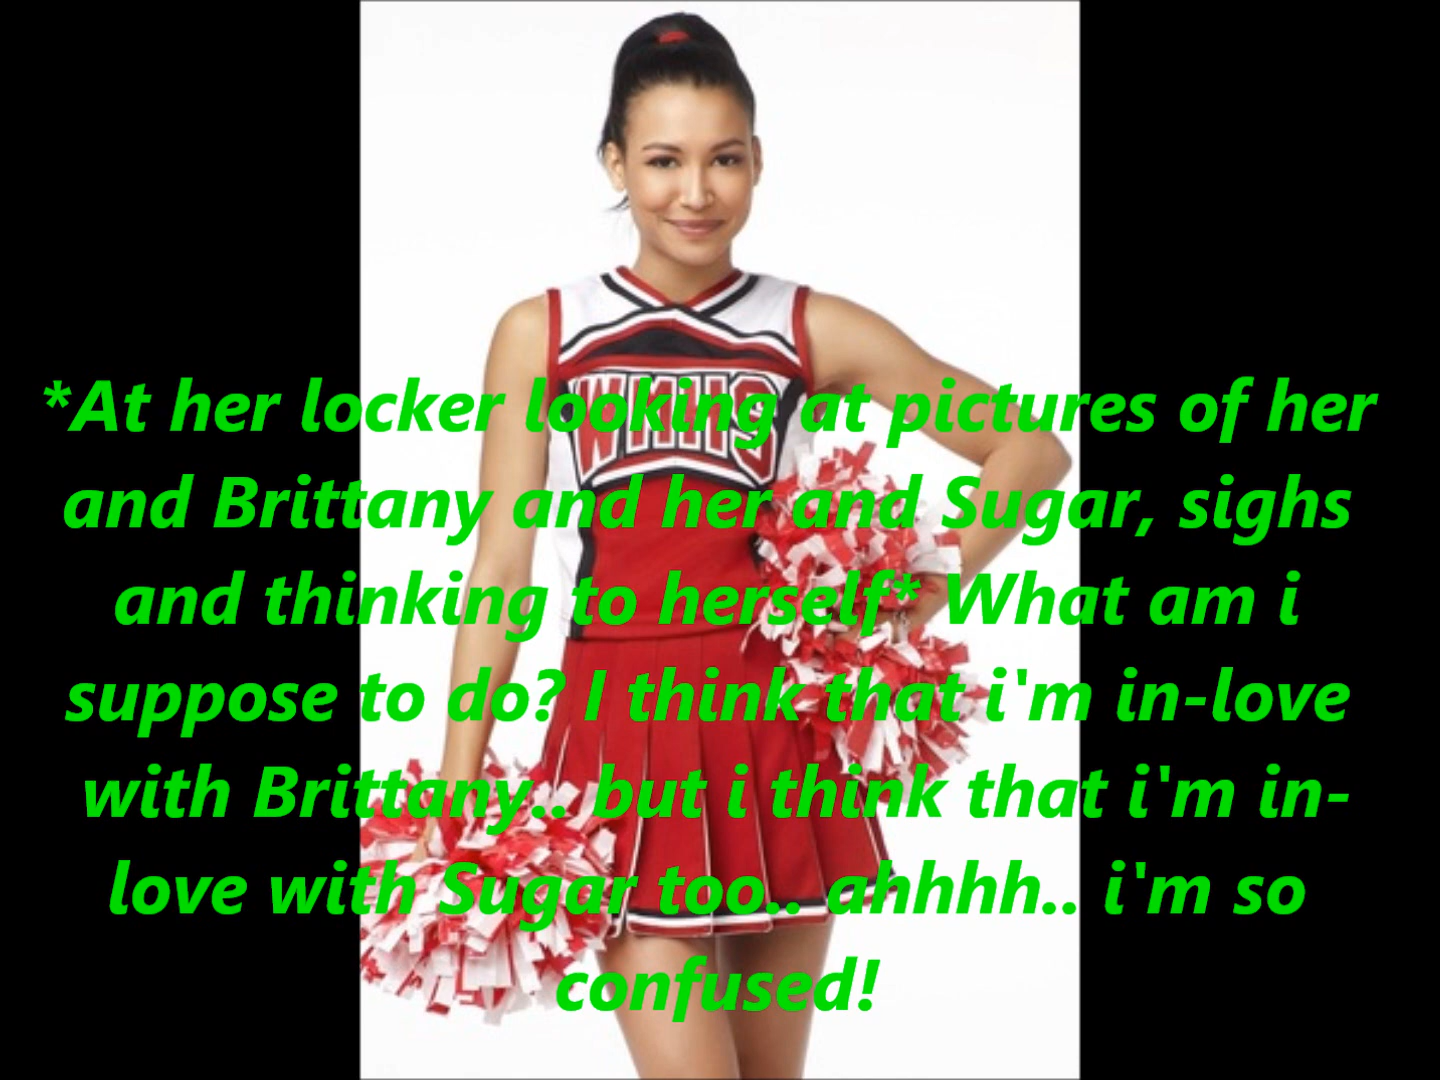 WMHS
*At her locker looking at pictures of her
and Brittany and her and Sugar, sighs
and thinking to herself* What am i
suppose to do? I think that i'm in-love
with Brittany.. but i think that i'm in-
love with Sugar too.. ahhhh.. i'm so
confused!